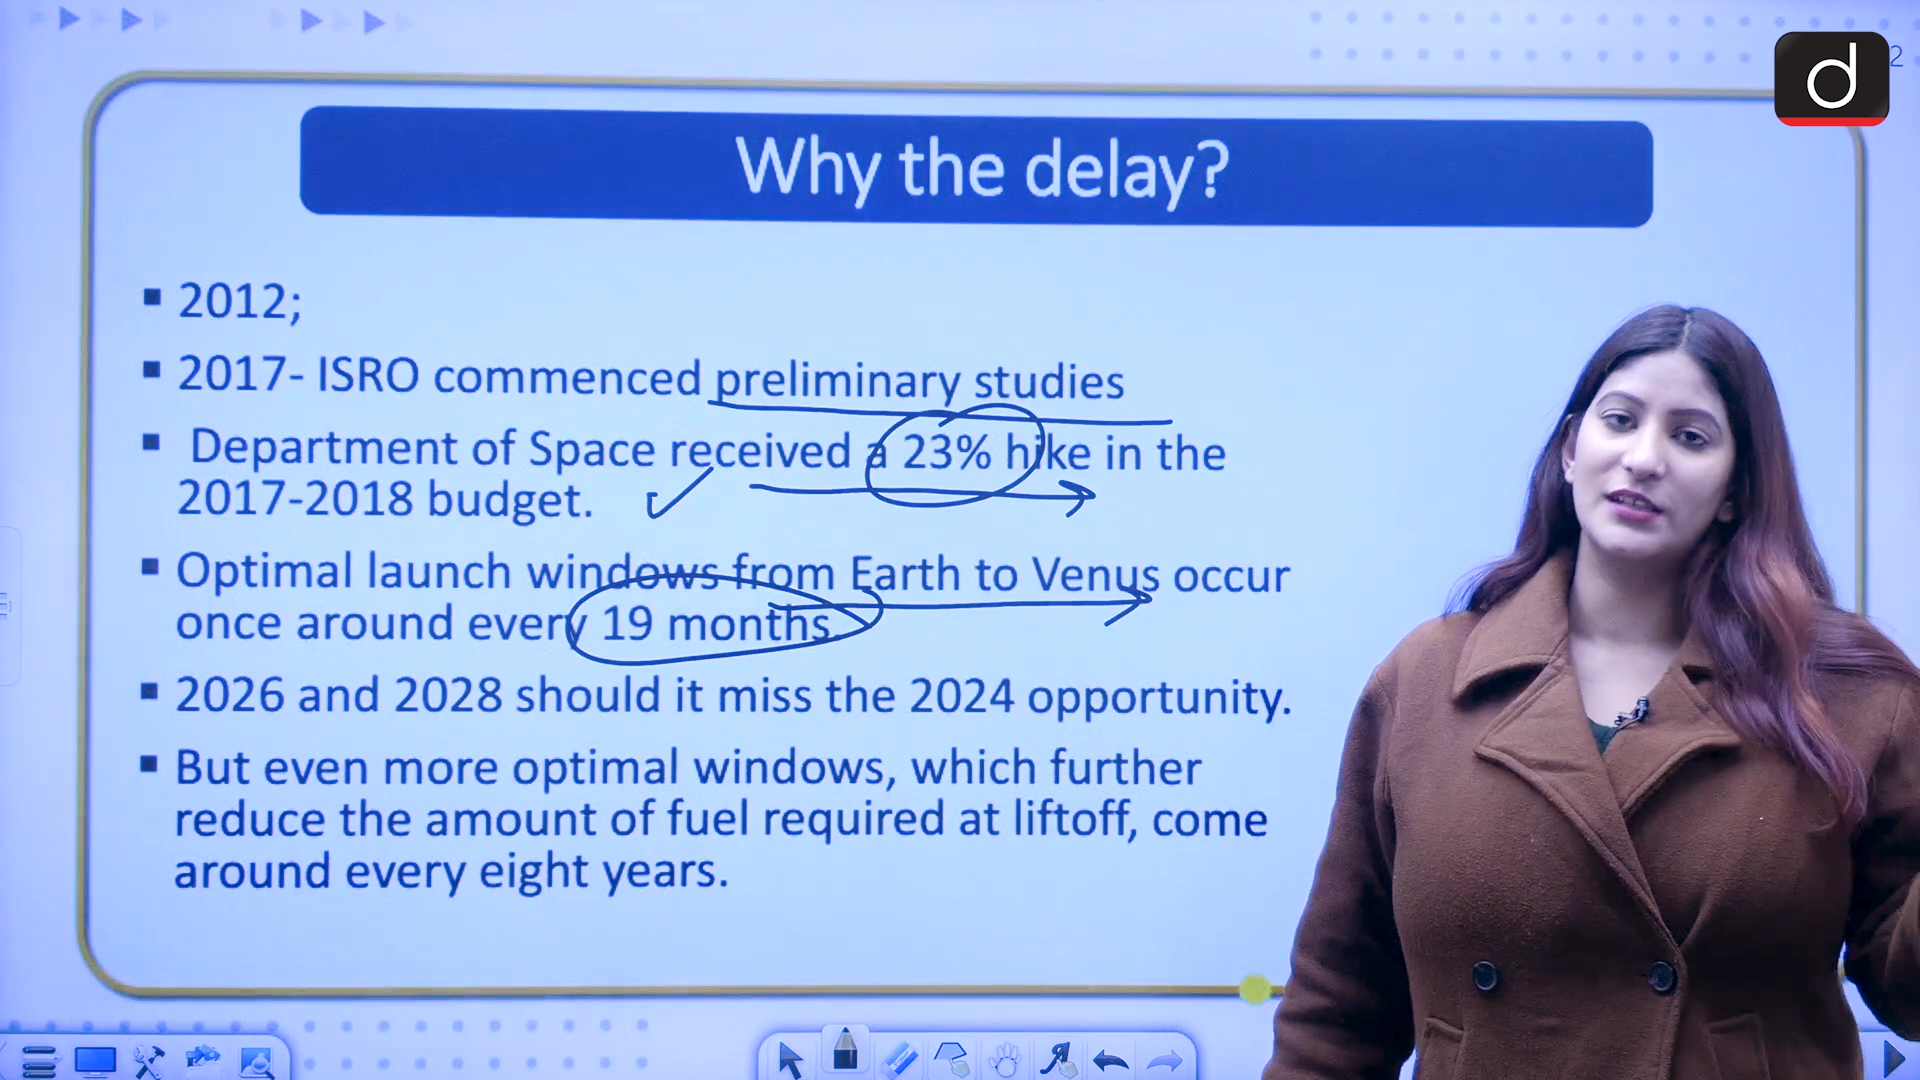 d
2
Why the delay?
2012;
2017- ISRO commenced preliminary studies
Department of Space received a 23% hike in the
2017-2018 budget.
Optimal launch windows from Earth to Venus occur
once around every 19 months.
2026 and 2028 should it miss the 2024 opportunity.
But even more optimal windows, which further
reduce the amount of fuel required at liftoff, come
around every eight years.